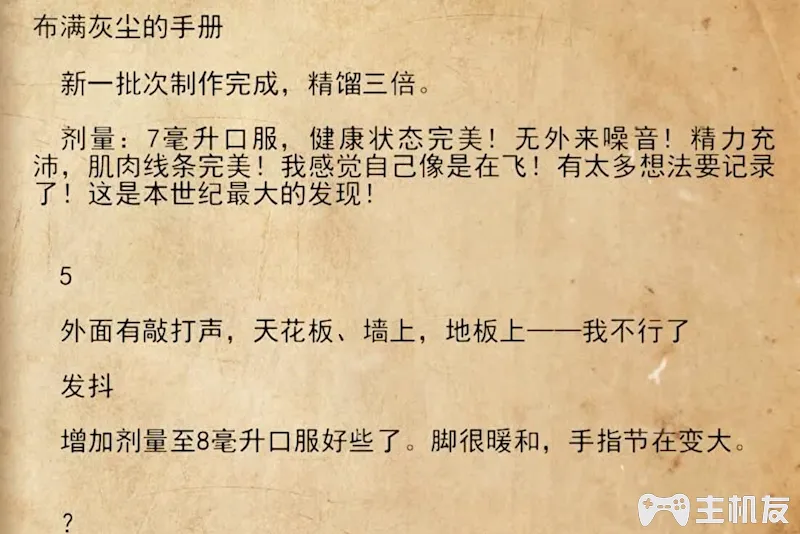 布满灰尘的手册
新一批次制作完成，精馏三倍。
剂量：7毫升口服，健康状态完美！无外来噪音！精力充
沛，肌肉线条完美！我感觉自己像是在飞！有太多想法要记录
了！这是本世纪最大的发现！
5
外面有敲打声，天花板、墙上，地板上——我不行了
发抖
增加剂量至8毫升口服好些了。脚很暖和，手指节在变大。
?
主机友